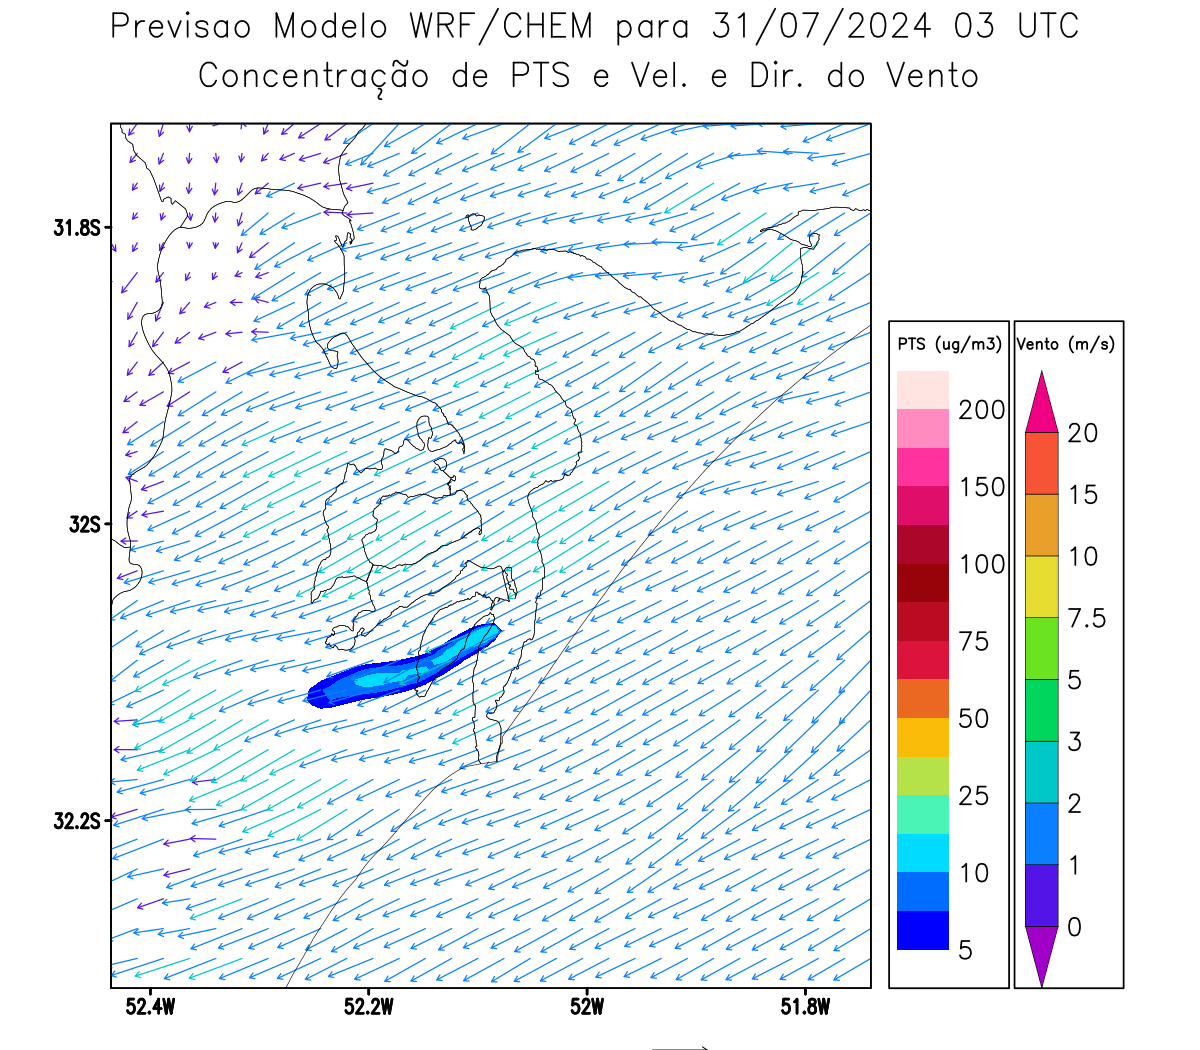 Previsao Modelo WRF/CHEM para 31/07/2024 03 UTC
Concentração de PTS e Vel. e Dir. do Vento
31.8S
32S
32.2S
52.4W 52.2W 52W 51.8W
PTS (ug/m3)
200
150
100
75
50
25
10
5
Vento (m/s)
20
15
10
7.5
5
3
2
1
0